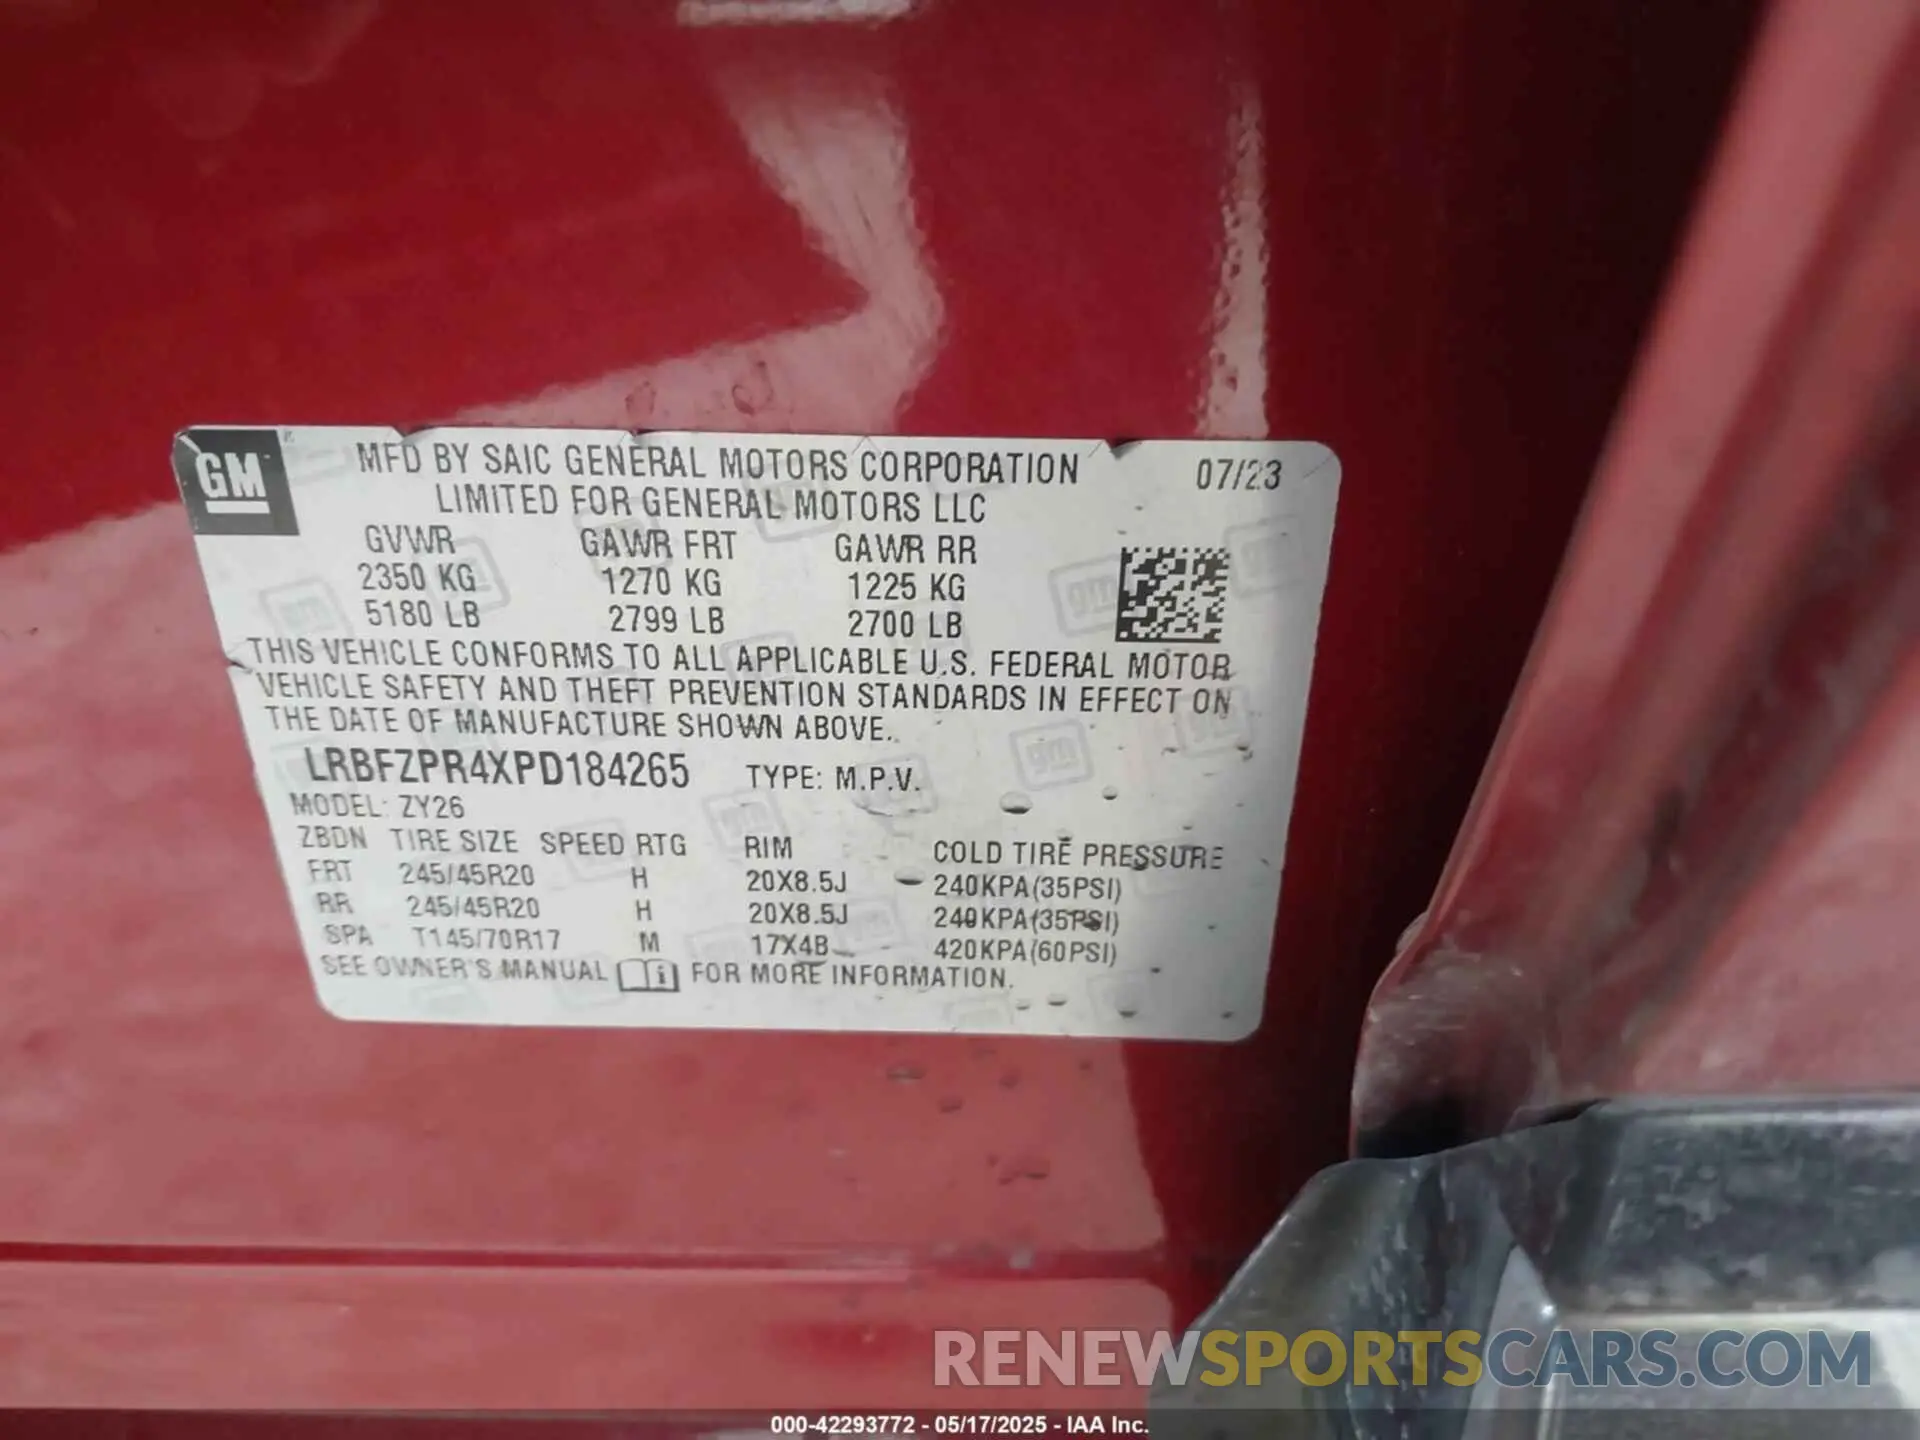 GM
MFD BY SAIC GENERAL MOTORS CORPORATION 07/23
LIMITED FOR GENERAL MOTORS LLC
GVWR GAWR FRT GAWR RR
2350 KG 1270 KG 1225 KG
5180 LB 2799 LB 2700 LB
THIS VEHICLE CONFORMS TO ALL APPLICABLE U.S. FEDERAL MOTOR
VEHICLE SAFETY AND THEFT PREVENTION STANDARDS IN EFFECT ON
THE DATE OF MANUFACTURE SHOWN ABOVE.
LRBFZPR4XPD184265 TYPE: M.P.V.
MODEL: ZY26
ZBDN TIRE SIZE SPEED RTG RIM COLD TIRE PRESSURE
FRT 245/45R20 H 20X8.5J 240KPA(35PSI)
RR 245/45R20 H 20X8.5J 240KPA(35PSI)
SPA T145/70R17 M 17X4B 420KPA(60PSI)
SEE OWNER'S MANUAL i FOR MORE INFORMATION.
RENEWSPORTSCARS.COM
000-42293772 - 05/17/2025 - IAA Inc.